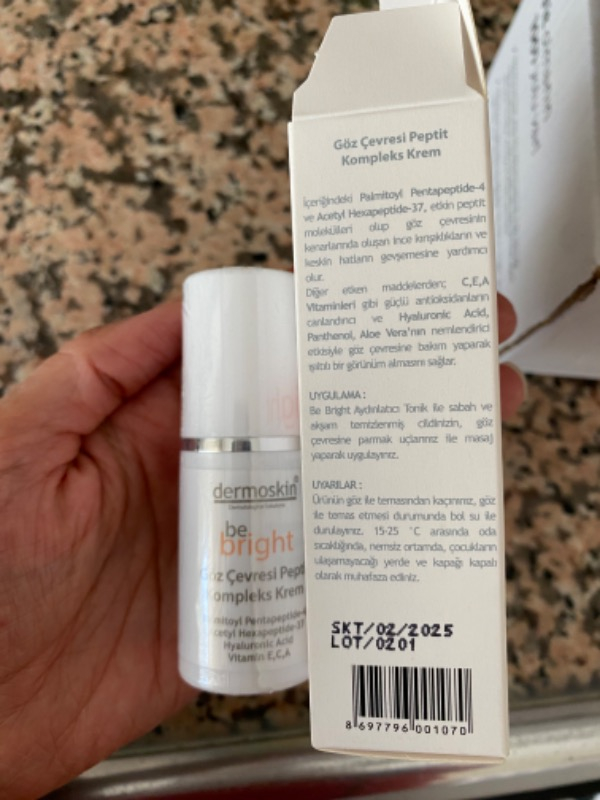 Göz Çevresi Peptit
Kompleks Krem
İçeriğindeki Palmitoyl Pentapeptide-4
ve Acetyl Hexapeptide-37, etkin peptit
molekülleri olup göz çevresinin
kenarlarında oluşan ince kırışıklıkların ve
keskin hatların gevşemesine yardımcı
olur.
Diğer etken maddelerden; C,E,A
Vitaminleri gibi güçlü antioksidanların
canlandırıcı ve Hyaluronic Acid,
Panthenol, Aloe Vera'nın nemlendirici
etkisiyle göz çevresine bakım yaparak
ışıltılı bir görünüm almasını sağlar.
UYGULAMA :
Be Bright Aydınlatıcı Tonik ile sabah ve
akşam temizlenmiş cildinizin, göz
çevresine parmak uçlarınız ile masaj
yaparak uygulayınız.
UYARILAR :
Ürünün göz ile temasından kaçınınız, göz
ile temas etmesi durumunda bol su ile
durulayınız. 15-25 °C arasında oda
sıcaklığında, nemsiz ortamda, çocukların
ulaşamayacağı yerde ve kapağı kapalı
olarak muhafaza ediniz.
SKT/02/2025
LOT/0201
8 697796 001070
dermoskin®
be
bright
Göz Çevresi Pept
Kompleks Krem
Pentapeptide-4
Acetyl Hexapeptide-37
Hyaluronic Acid
Vitamin E,C,A